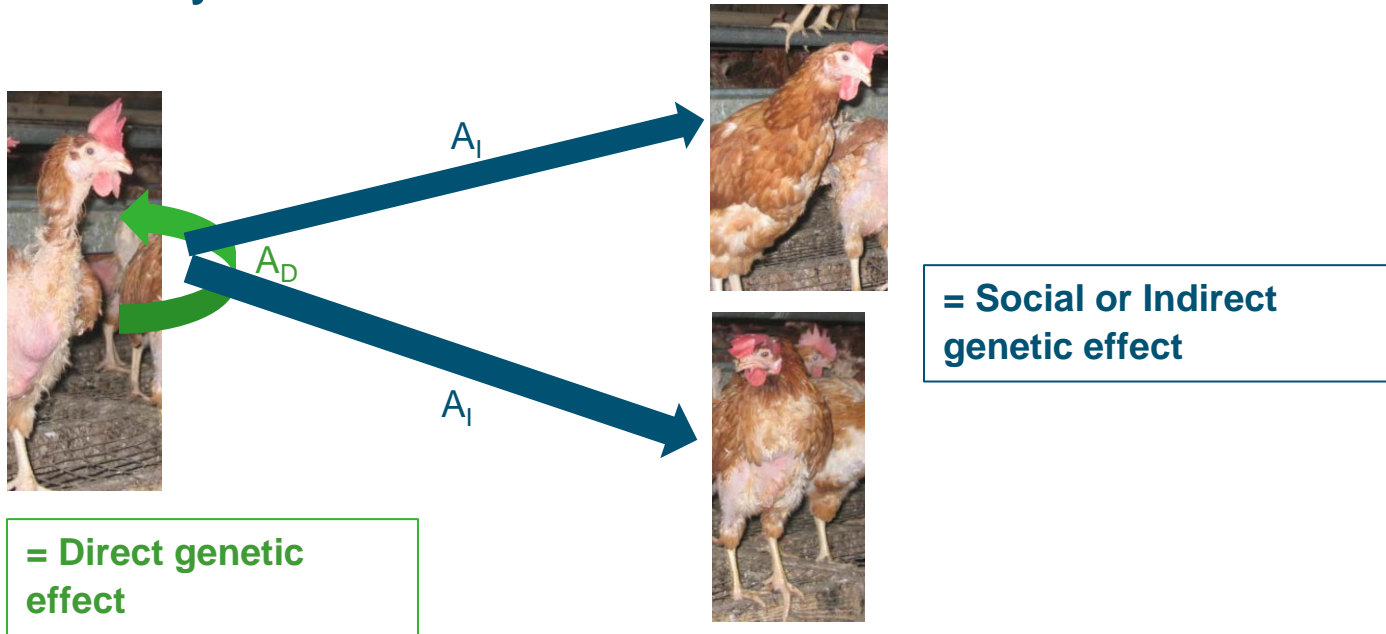 A_I
A_D
= Social or Indirect
genetic effect
A_I
= Direct genetic
effect